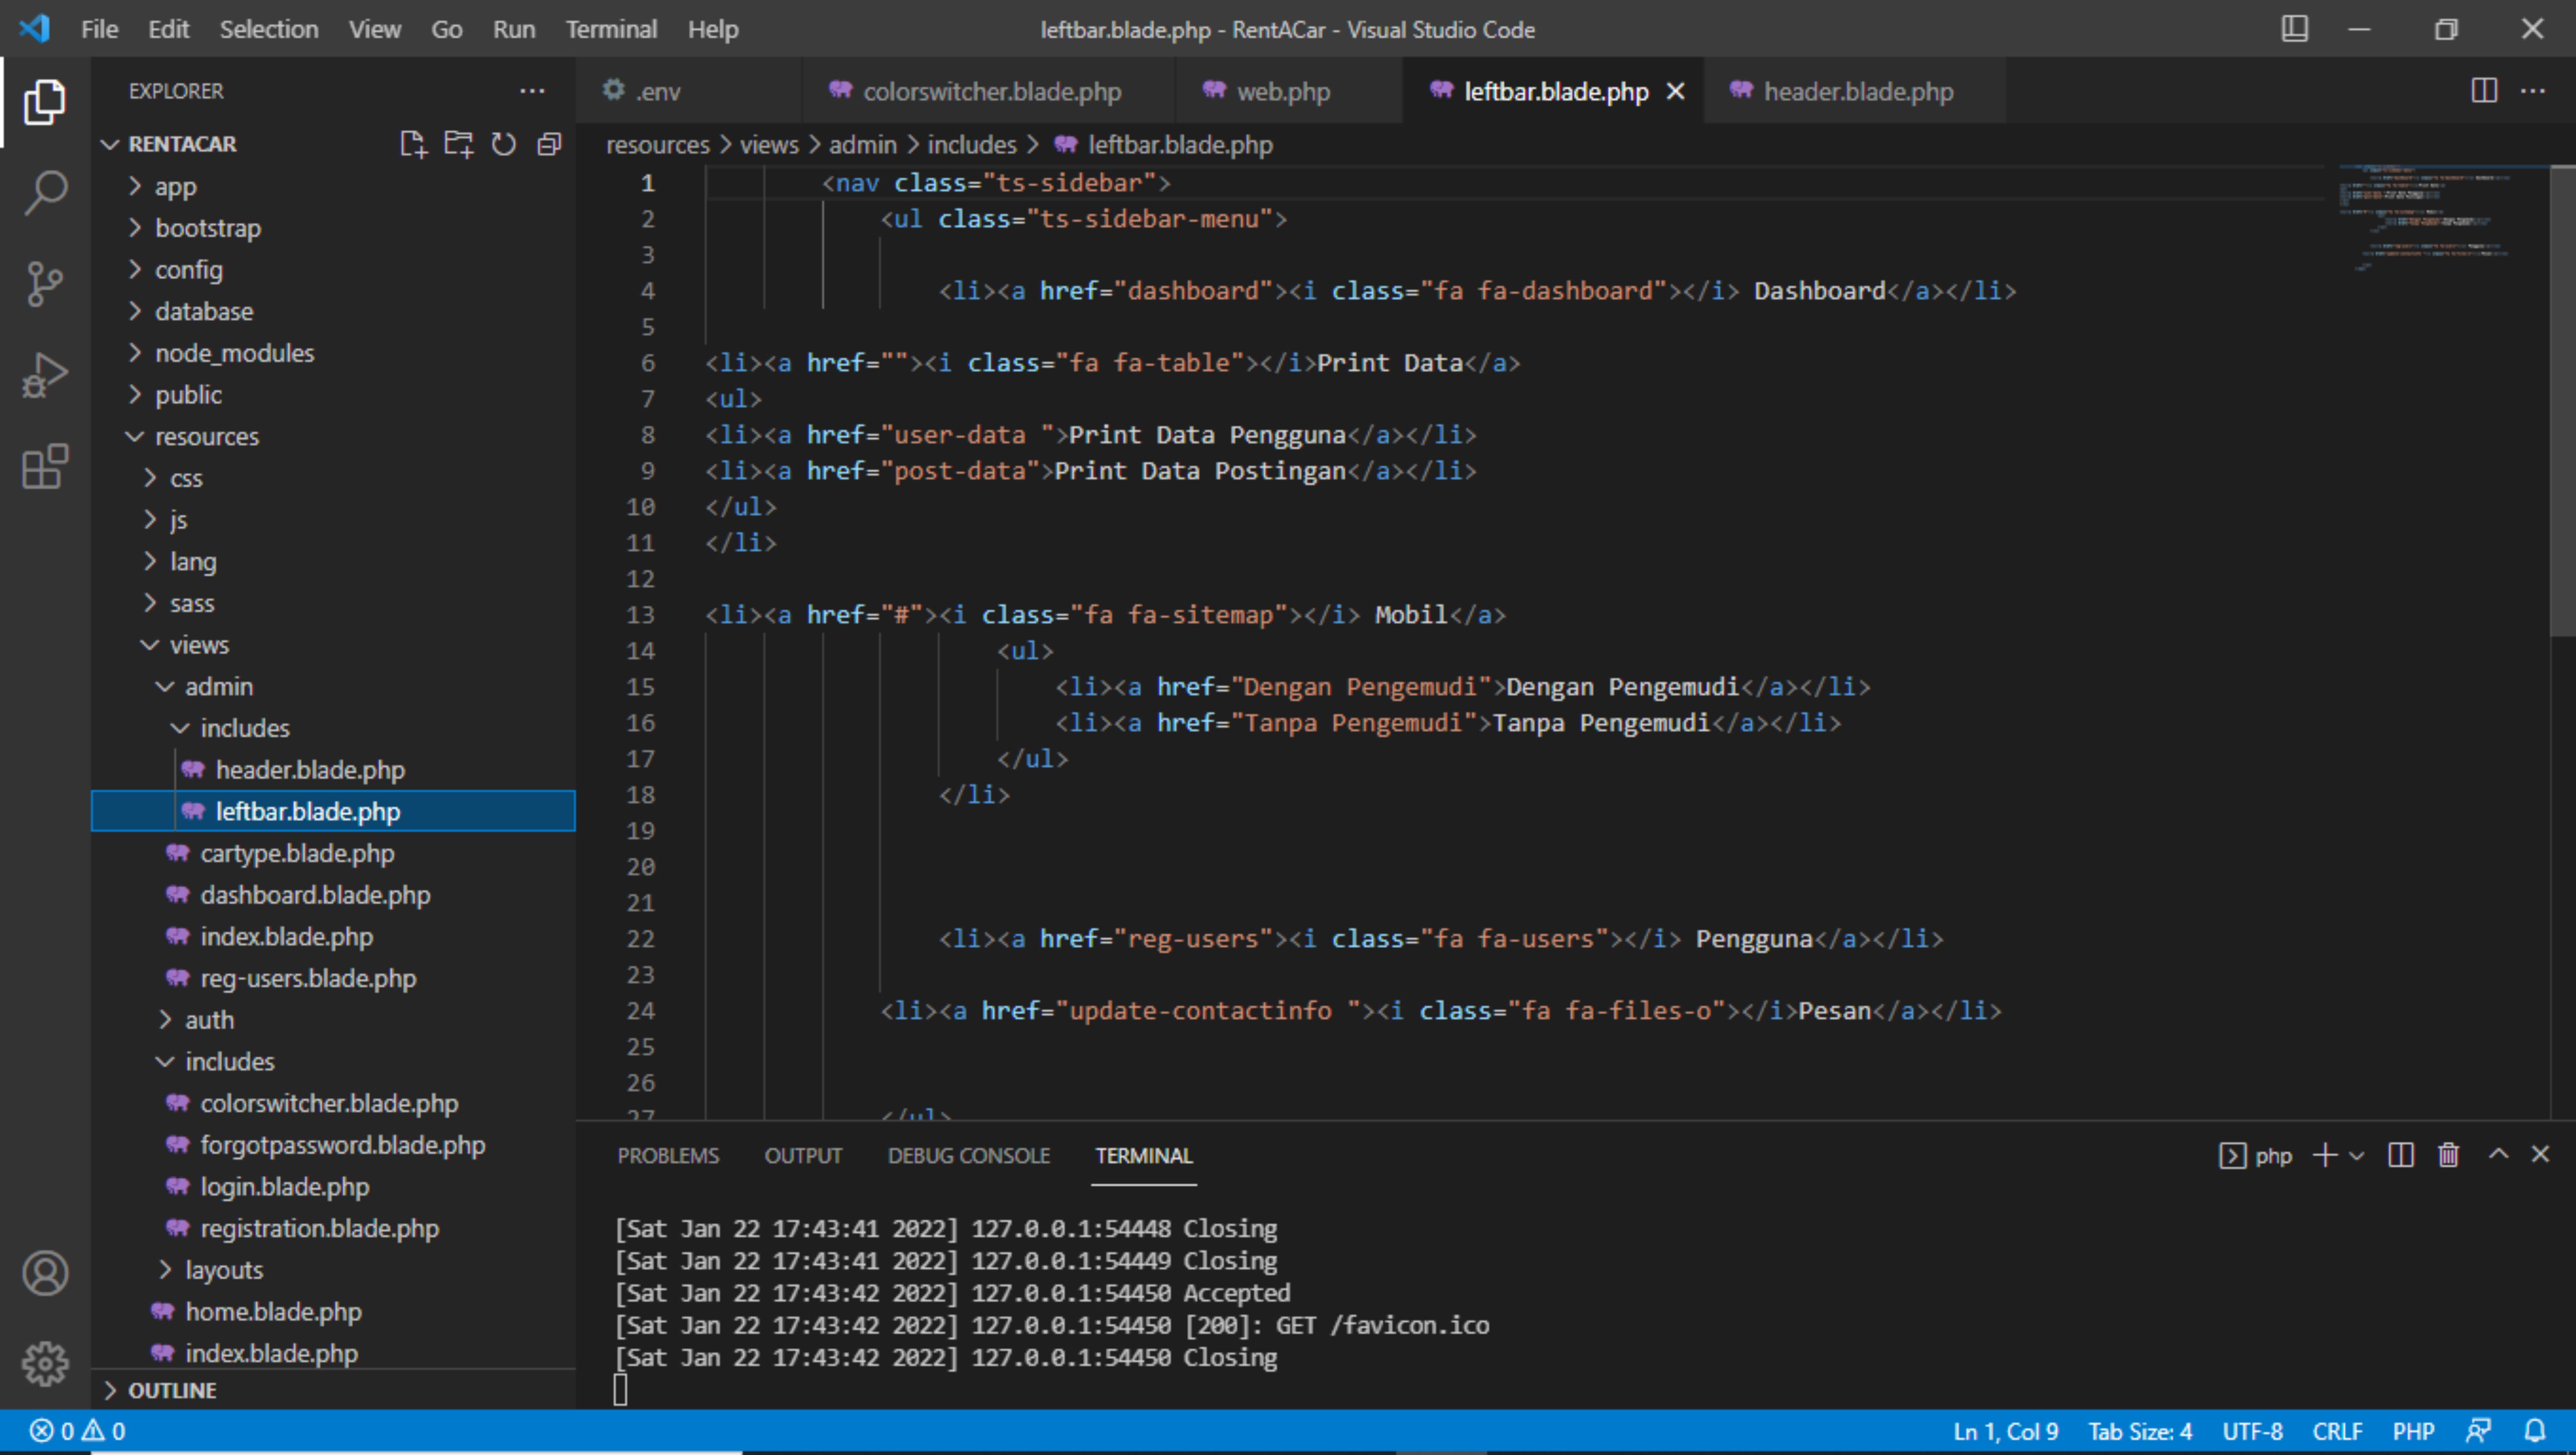 File Edit Selection View Go Run Terminal Help
leftbar.blade.php - RentACar - Visual Studio Code
EXPLORER
RENTACAR
app
bootstrap
config
database
node_modules
public
resources
css
js
lang
sass
views
admin
includes
header.blade.php
leftbar.blade.php
cartype.blade.php
dashboard.blade.php
index.blade.php
reg-users.blade.php
auth
includes
colorswitcher.blade.php
forgotpassword.blade.php
login.blade.php
registration.blade.php
layouts
home.blade.php
index.blade.php
OUTLINE
.env colorswitcher.blade.php web.php leftbar.blade.php header.blade.php
resources > views > admin > includes > leftbar.blade.php
1 <nav class="ts-sidebar">
2 <ul class="ts-sidebar-menu">
3
4 <li><a href="dashboard"><i class="fa fa-dashboard"></i> Dashboard</a></li>
5
6 <li><a href=""><i class="fa fa-table"></i>Print Data</a>
7 <ul>
8 <li><a href="user-data ">Print Data Pengguna</a></li>
9 <li><a href="post-data">Print Data Postingan</a></li>
10 </ul>
11 </li>
12
13 <li><a href="#"><i class="fa fa-sitemap"></i> Mobil</a>
14 <ul>
15 <li><a href="Dengan Pengemudi">Dengan Pengemudi</a></li>
16 <li><a href="Tanpa Pengemudi">Tanpa Pengemudi</a></li>
17 </ul>
18 </li>
19
20
21
22 <li><a href="reg-users"><i class="fa fa-users"></i> Pengguna</a></li>
23
24 <li><a href="update-contactinfo "><i class="fa fa-files-o"></i>Pesan</a></li>
25
26
27 </ul>
PROBLEMS OUTPUT DEBUG CONSOLE TERMINAL
php
[Sat Jan 22 17:43:41 2022] 127.0.0.1:54448 Closing
[Sat Jan 22 17:43:41 2022] 127.0.0.1:54449 Closing
[Sat Jan 22 17:43:42 2022] 127.0.0.1:54450 Accepted
[Sat Jan 22 17:43:42 2022] 127.0.0.1:54450 [200]: GET /favicon.ico
[Sat Jan 22 17:43:42 2022] 127.0.0.1:54450 Closing
0 0
Ln 1, Col 9 Tab Size: 4 UTF-8 CRLF PHP